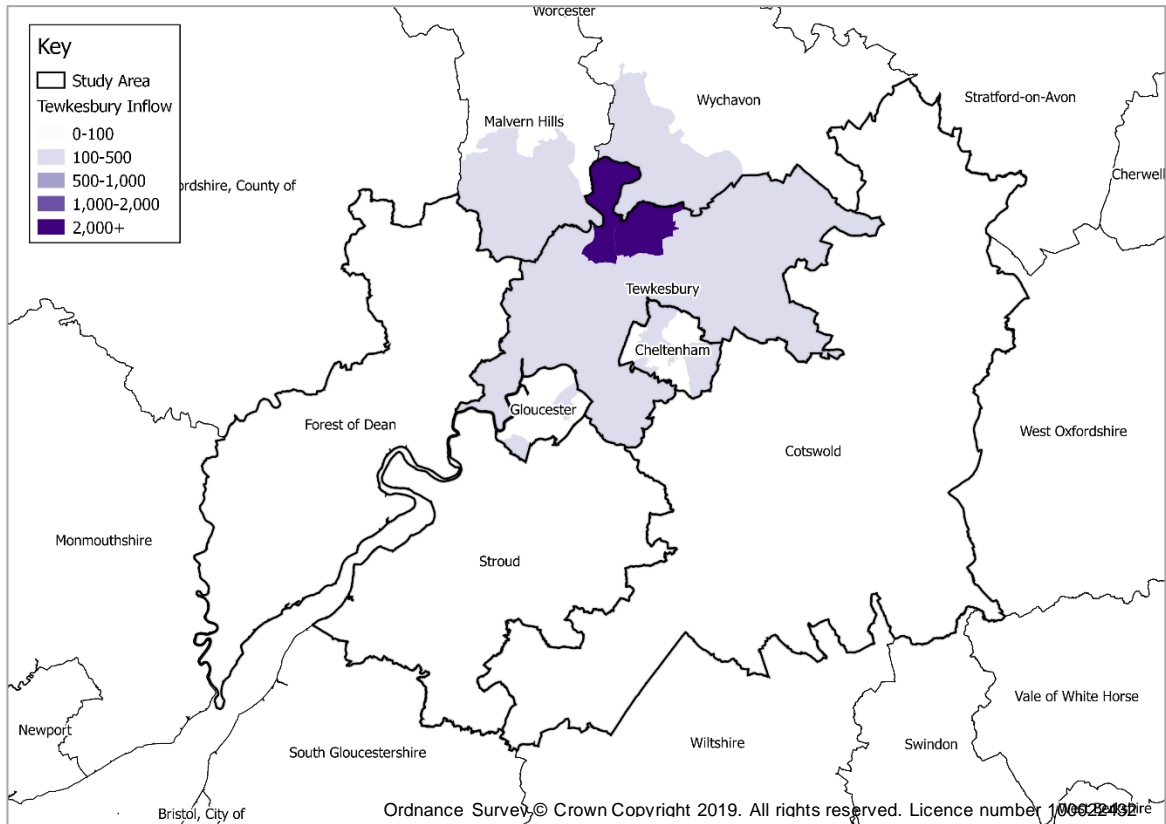 Worcester
Key
Study Area
Tewkesbury Inflow
0-100
100-500
500-1,000
1,000-2,000
2,000+
Wychavon
Stratford-on-Avon
Malvern Hills
Cherwell
ordshire, County of
Tewkesbury
Cheltenham
Gloucester
Forest of Dean
West Oxfordshire
Cotswold
Monmouthshire
Stroud
Vale of White Horse
Newport
Wiltshire
Swindon
South Gloucestershire
Bristol, City of
Ordnance Survey © Crown Copyright 2019. All rights reserved. Licence number 100022432
West Berkshire